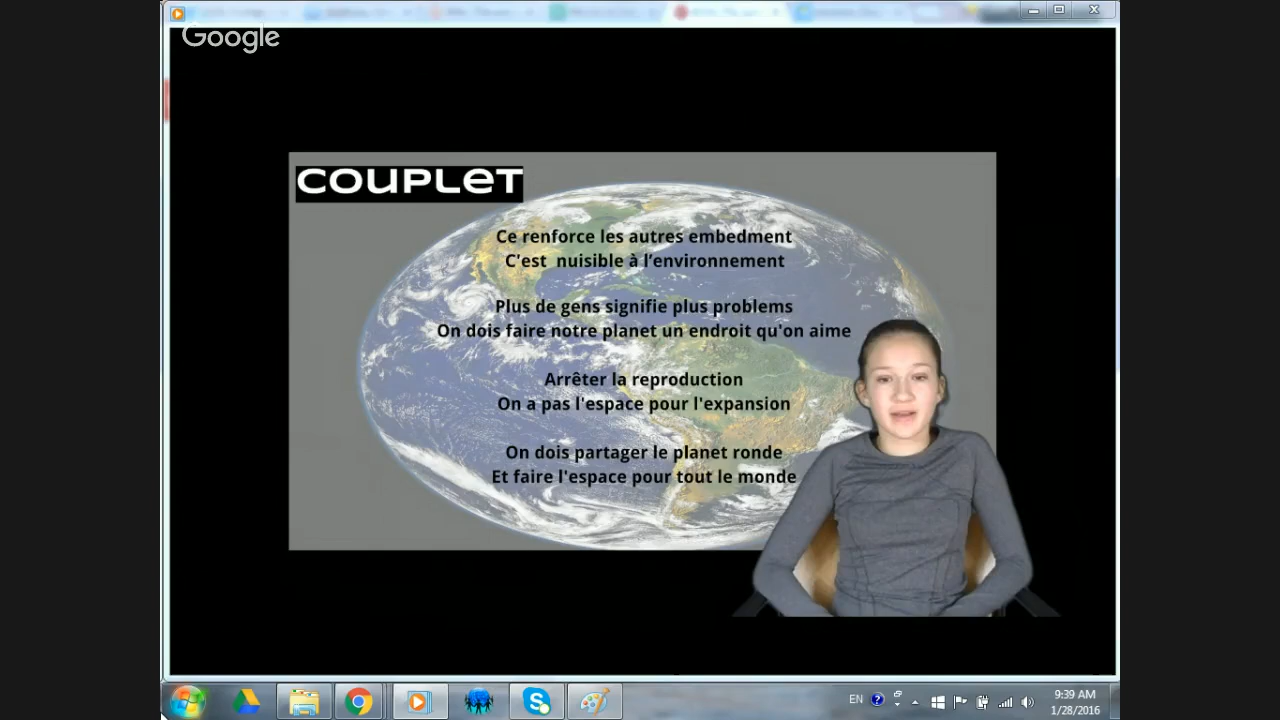 Google
COUPLET
Ce renforce les autres embedment
C'est nuisible à l'environnement
Plus de gens signifie plus problems
On dois faire notre planet un endroit qu'on aime
Arrêter la reproduction
On a pas l'espace pour l'expansion
On dois partager le planet ronde
Et faire l'espace pour tout le monde
EN
9:39 AM
1/28/2016